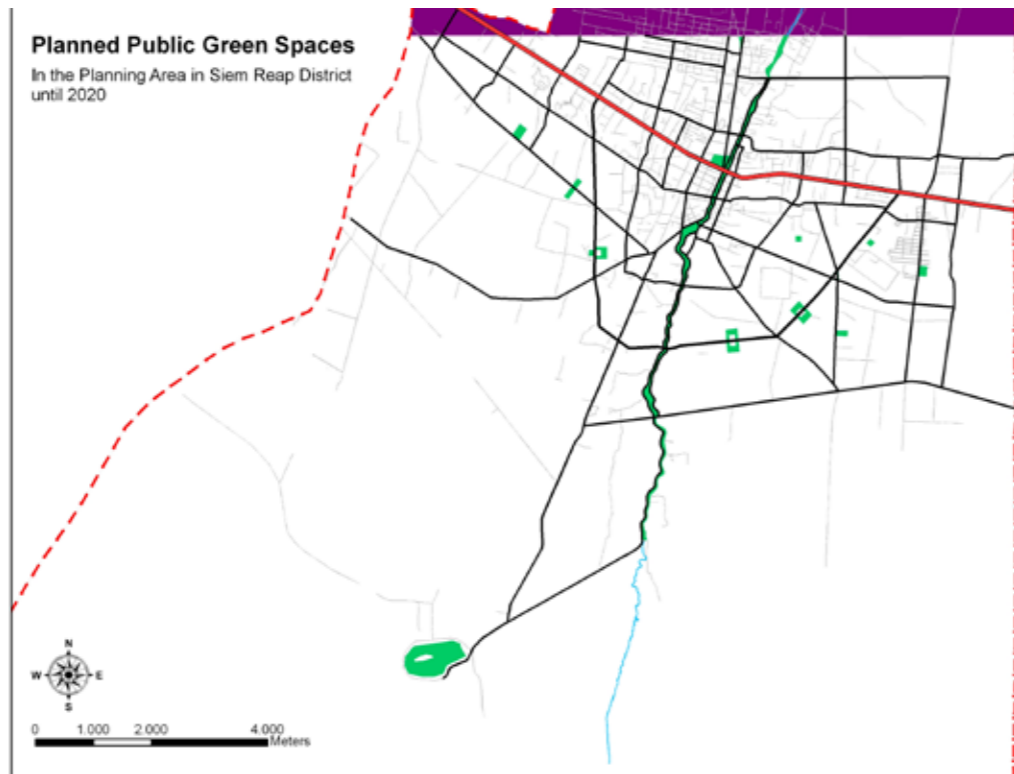 Planned Public Green Spaces
In the Planning Area in Siem Reap District
until 2020
N
W E
S
0 1.000 2.000 4.000
Meters